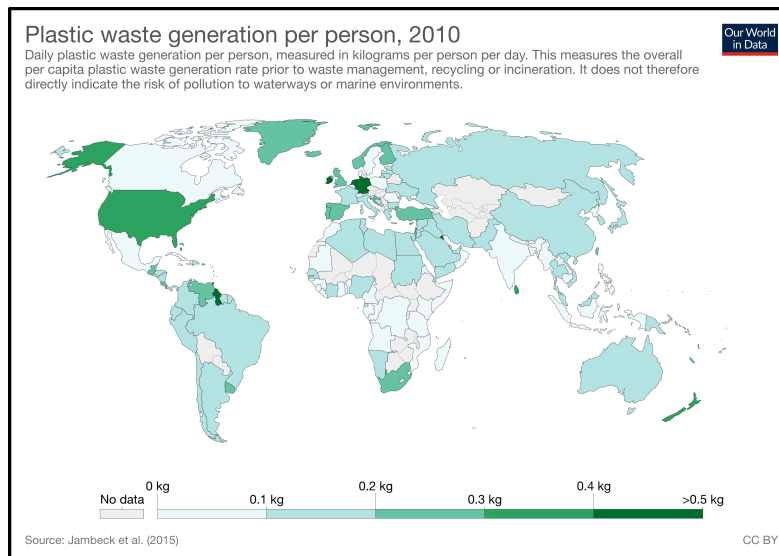 Plastic waste generation per person, 2010
Our World
in Data
Daily plastic waste generation per person, measured in kilograms per person per day. This measures the overall
per capita plastic waste generation rate prior to waste management, recycling or incineration. It does not therefore
directly indicate the risk of pollution to waterways or marine environments.
0 kg 0.2 kg 0.4 kg
No data 0.1 kg 0.3 kg >0.5 kg
Source: Jambeck et al. (2015) CC BY